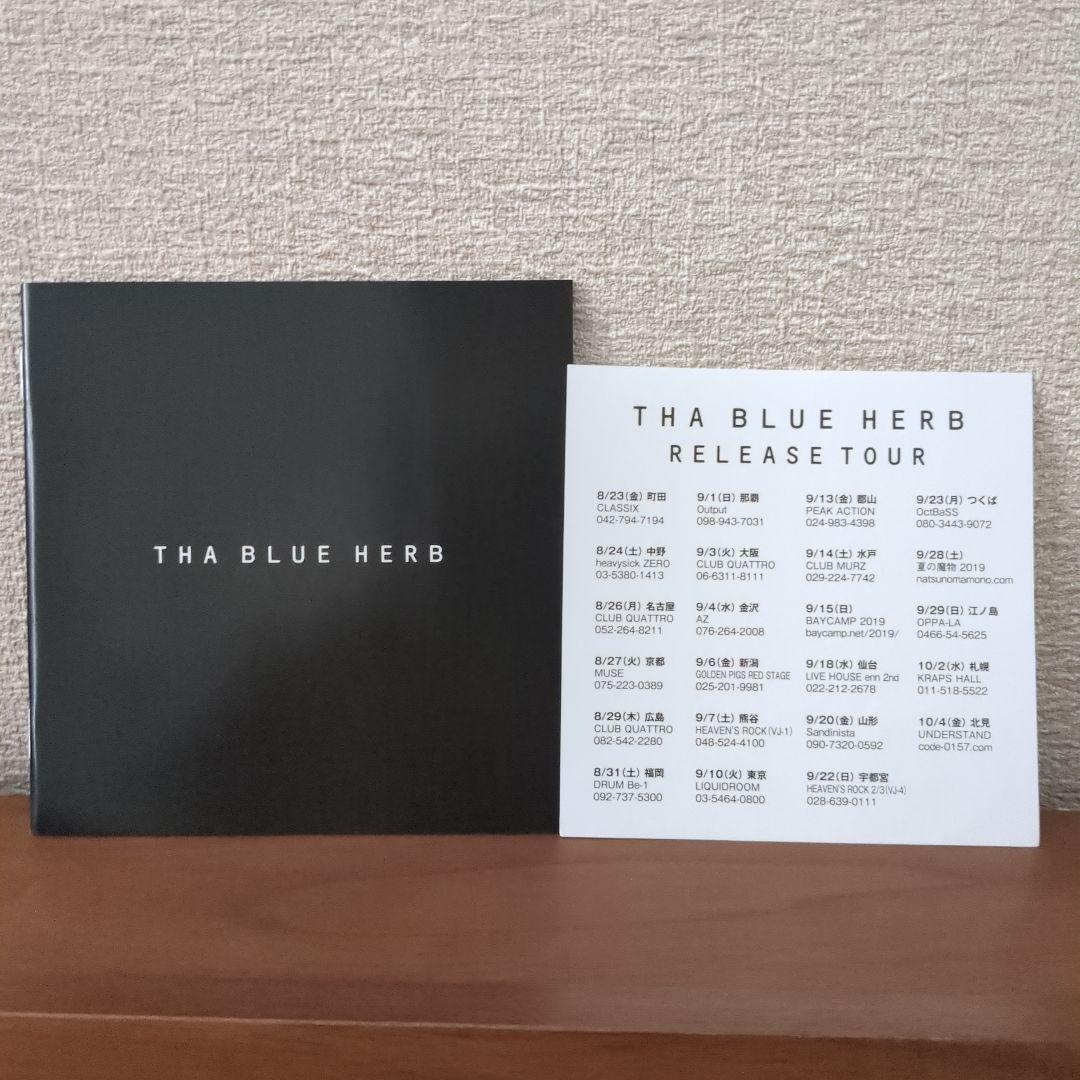 THA BLUE HERB
THA BLUE HERB
RELEASE TOUR
8/23(金) 町田
CLASSIX
042-794-7194
8/24(土) 中野
heavysick ZERO
03-5380-1413
8/26(月) 名古屋
CLUB QUATTRO
052-264-8211
8/27(火) 京都
MUSE
075-223-0389
8/29(木) 広島
CLUB QUATTRO
082-542-2280
8/31(土) 福岡
DRUM Be-1
092-737-5300
9/1(日) 那覇
Output
098-943-7031
9/3(火) 大阪
CLUB QUATTRO
06-6311-8111
9/4(水) 金沢
AZ
076-264-2008
9/6(金) 新潟
GOLDEN PIGS RED STAGE
025-201-9981
9/7(土) 熊谷
HEAVEN'S ROCK(VJ-1)
048-524-4100
9/10(火) 東京
LIQUIDROOM
03-5464-0800
9/13(金) 郡山
PEAK ACTION
024-983-4398
9/14(土) 水戸
CLUB MURZ
029-224-7742
9/15(日)
BAYCAMP 2019
baycamp.net/2019/
9/18(水) 仙台
LIVE HOUSE enn 2nd
022-212-2678
9/20(金) 山形
Sandinista
090-7320-0592
9/22(日) 宇都宮
HEAVEN'S ROCK 2/3(VJ-4)
028-639-0111
9/23(月) つくば
OctBaSS
080-3443-9072
9/28(土)
夏の魔物 2019
natsunomamono.com
9/29(日) 江ノ島
OPPA-LA
0466-54-5625
10/2(水) 札幌
KRAPS HALL
011-518-5522
10/4(金) 北見
UNDERSTAND
code-0157.com